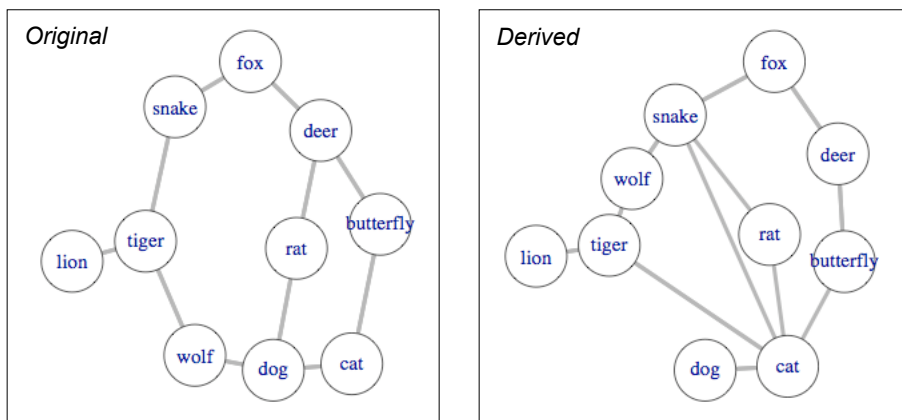 Original
fox
snake
deer
butterfly
tiger
rat
lion
wolf
dog
cat
Derived
fox
snake
deer
wolf
rat
tiger
lion
butterfly
dog
cat